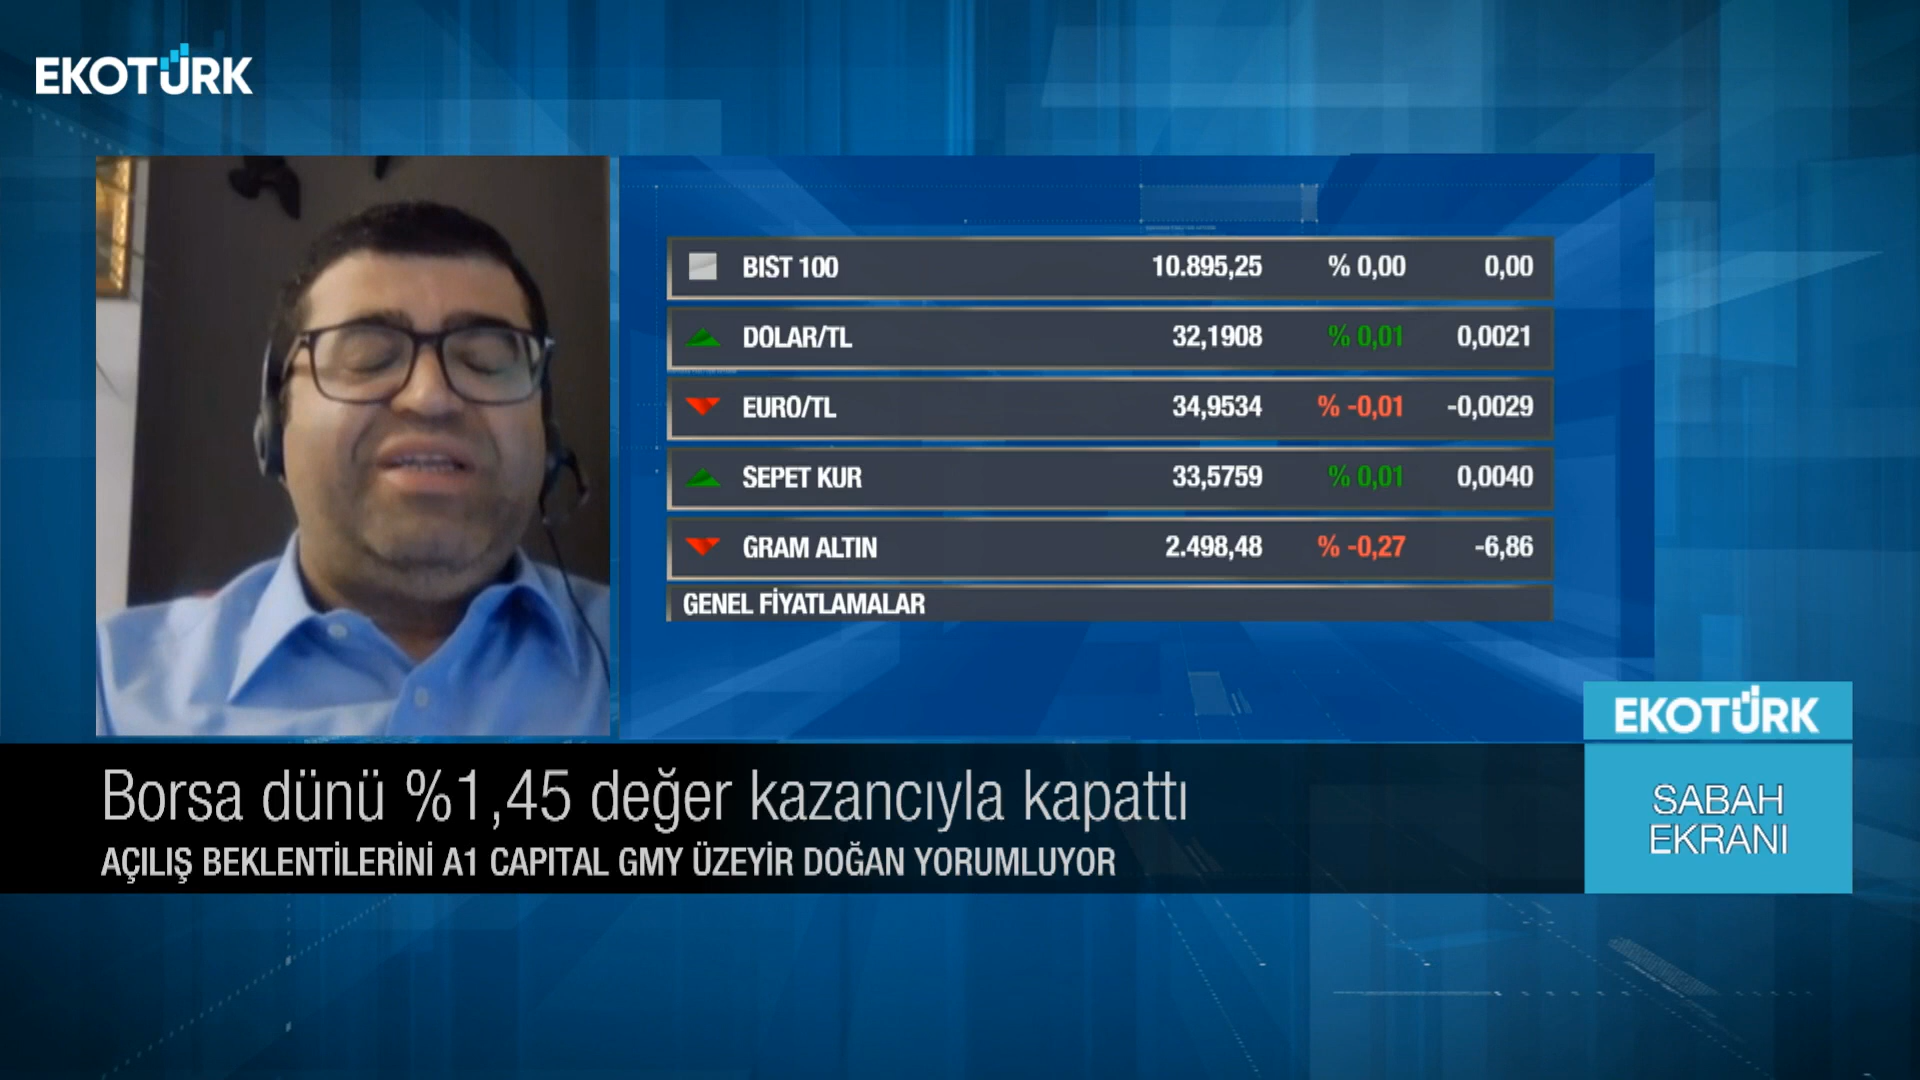 EKOTÜRK
BIST 100 10.895,25 % 0,00 0,00
DOLAR/TL 32,1908 % 0,01 0,0021
EURO/TL 34,9534 % -0,01 -0,0029
SEPET KUR 33,5759 % 0,01 0,0040
GRAM ALTIN 2.498,48 % -0,27 -6,86
GENEL FİYATLAMALAR
EKOTÜRK
Borsa dünü %1,45 değer kazancıyla kapattı
AÇILIŞ BEKLENTİLERİNİ A1 CAPITAL GMY ÜZEYİR DOĞAN YORUMLUYOR
SABAH
EKRANI